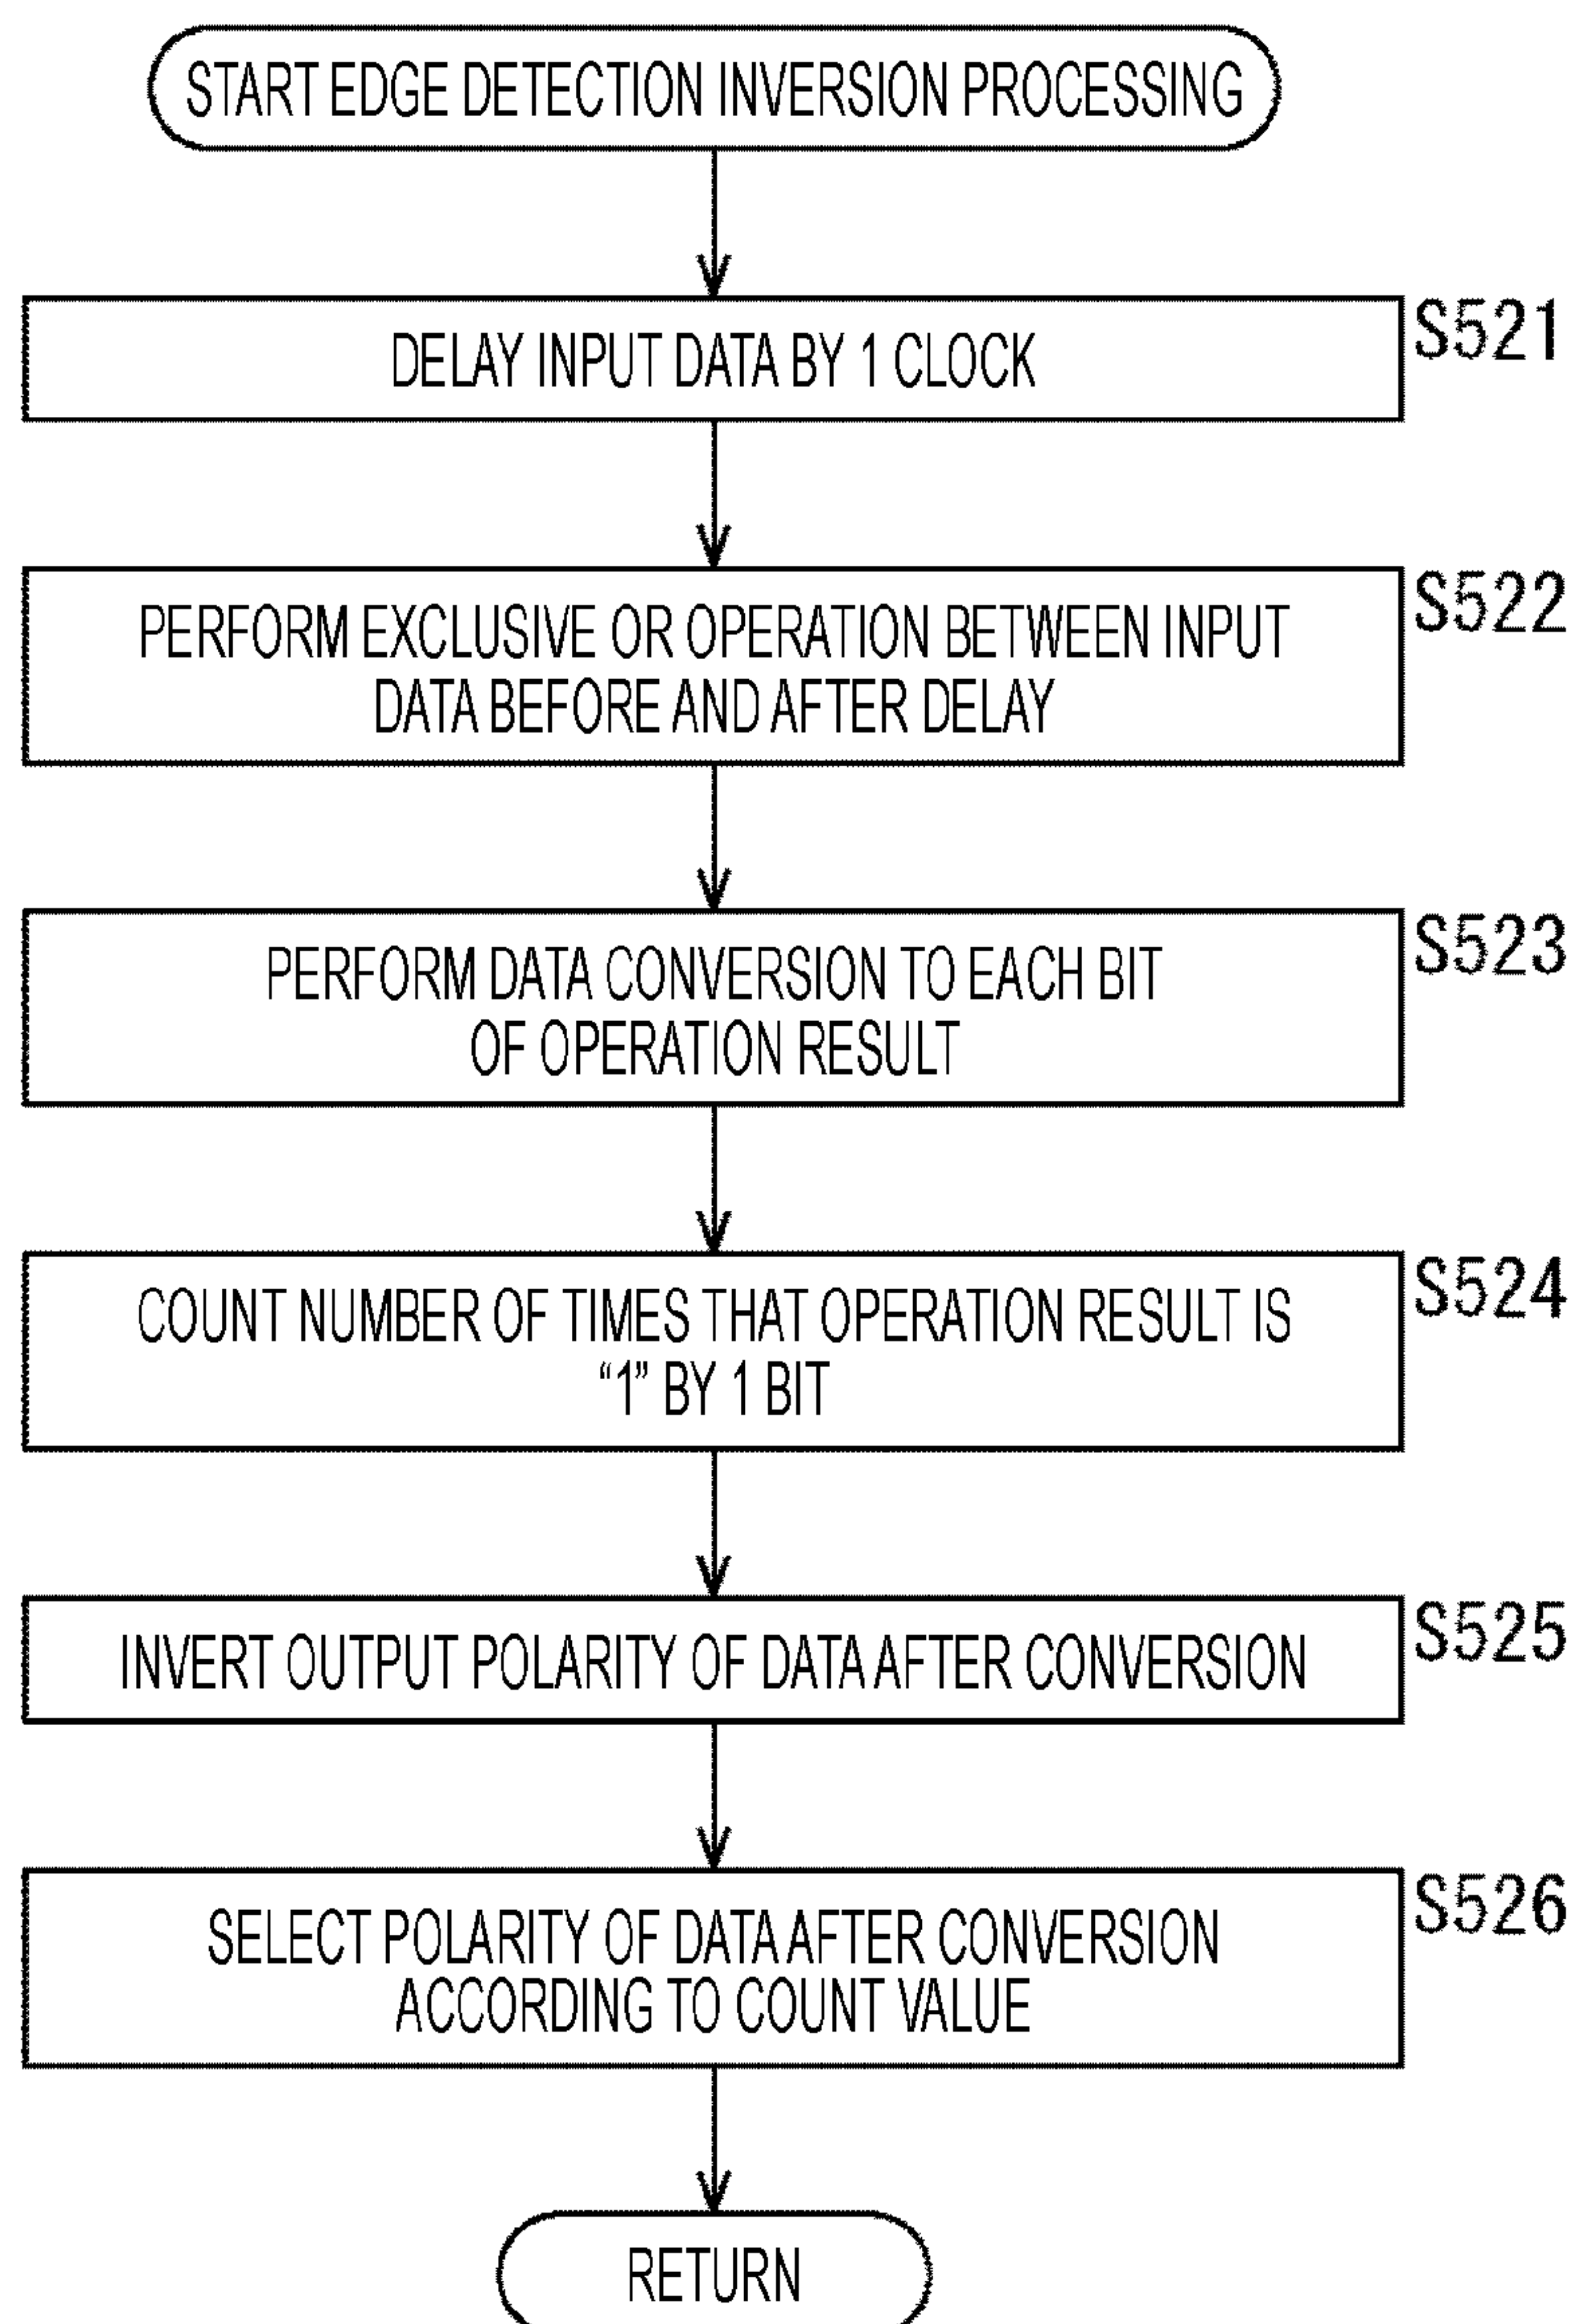 START EDGE DETECTION INVERSION PROCESSING
DELAY INPUT DATA BY 1 CLOCK
S521
PERFORM EXCLUSIVE OR OPERATION BETWEEN INPUT
DATA BEFORE AND AFTER DELAY
S522
PERFORM DATA CONVERSION TO EACH BIT
OF OPERATION RESULT
S523
COUNT NUMBER OF TIMES THAT OPERATION RESULT IS
“1” BY 1 BIT
S524
INVERT OUTPUT POLARITY OF DATA AFTER CONVERSION
S525
SELECT POLARITY OF DATA AFTER CONVERSION
ACCORDING TO COUNT VALUE
S526
RETURN